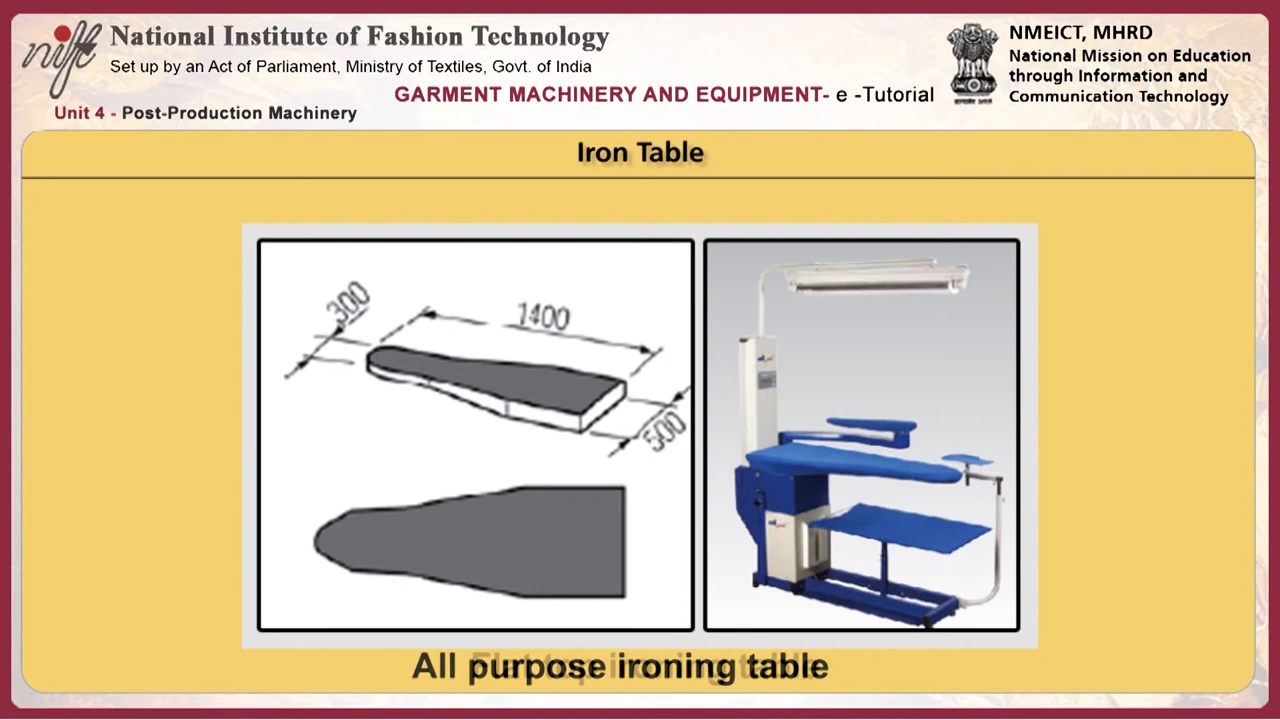 nift
National Institute of Fashion Technology
Set up by an Act of Parliament, Ministry of Textiles, Govt. of India
GARMENT MACHINERY AND EQUIPMENT- e -Tutorial
Unit 4 - Post-Production Machinery
NMEICT, MHRD
National Mission on Education
through Information and
Communication Technology
Iron Table
300
1400
500
All purpose ironing table